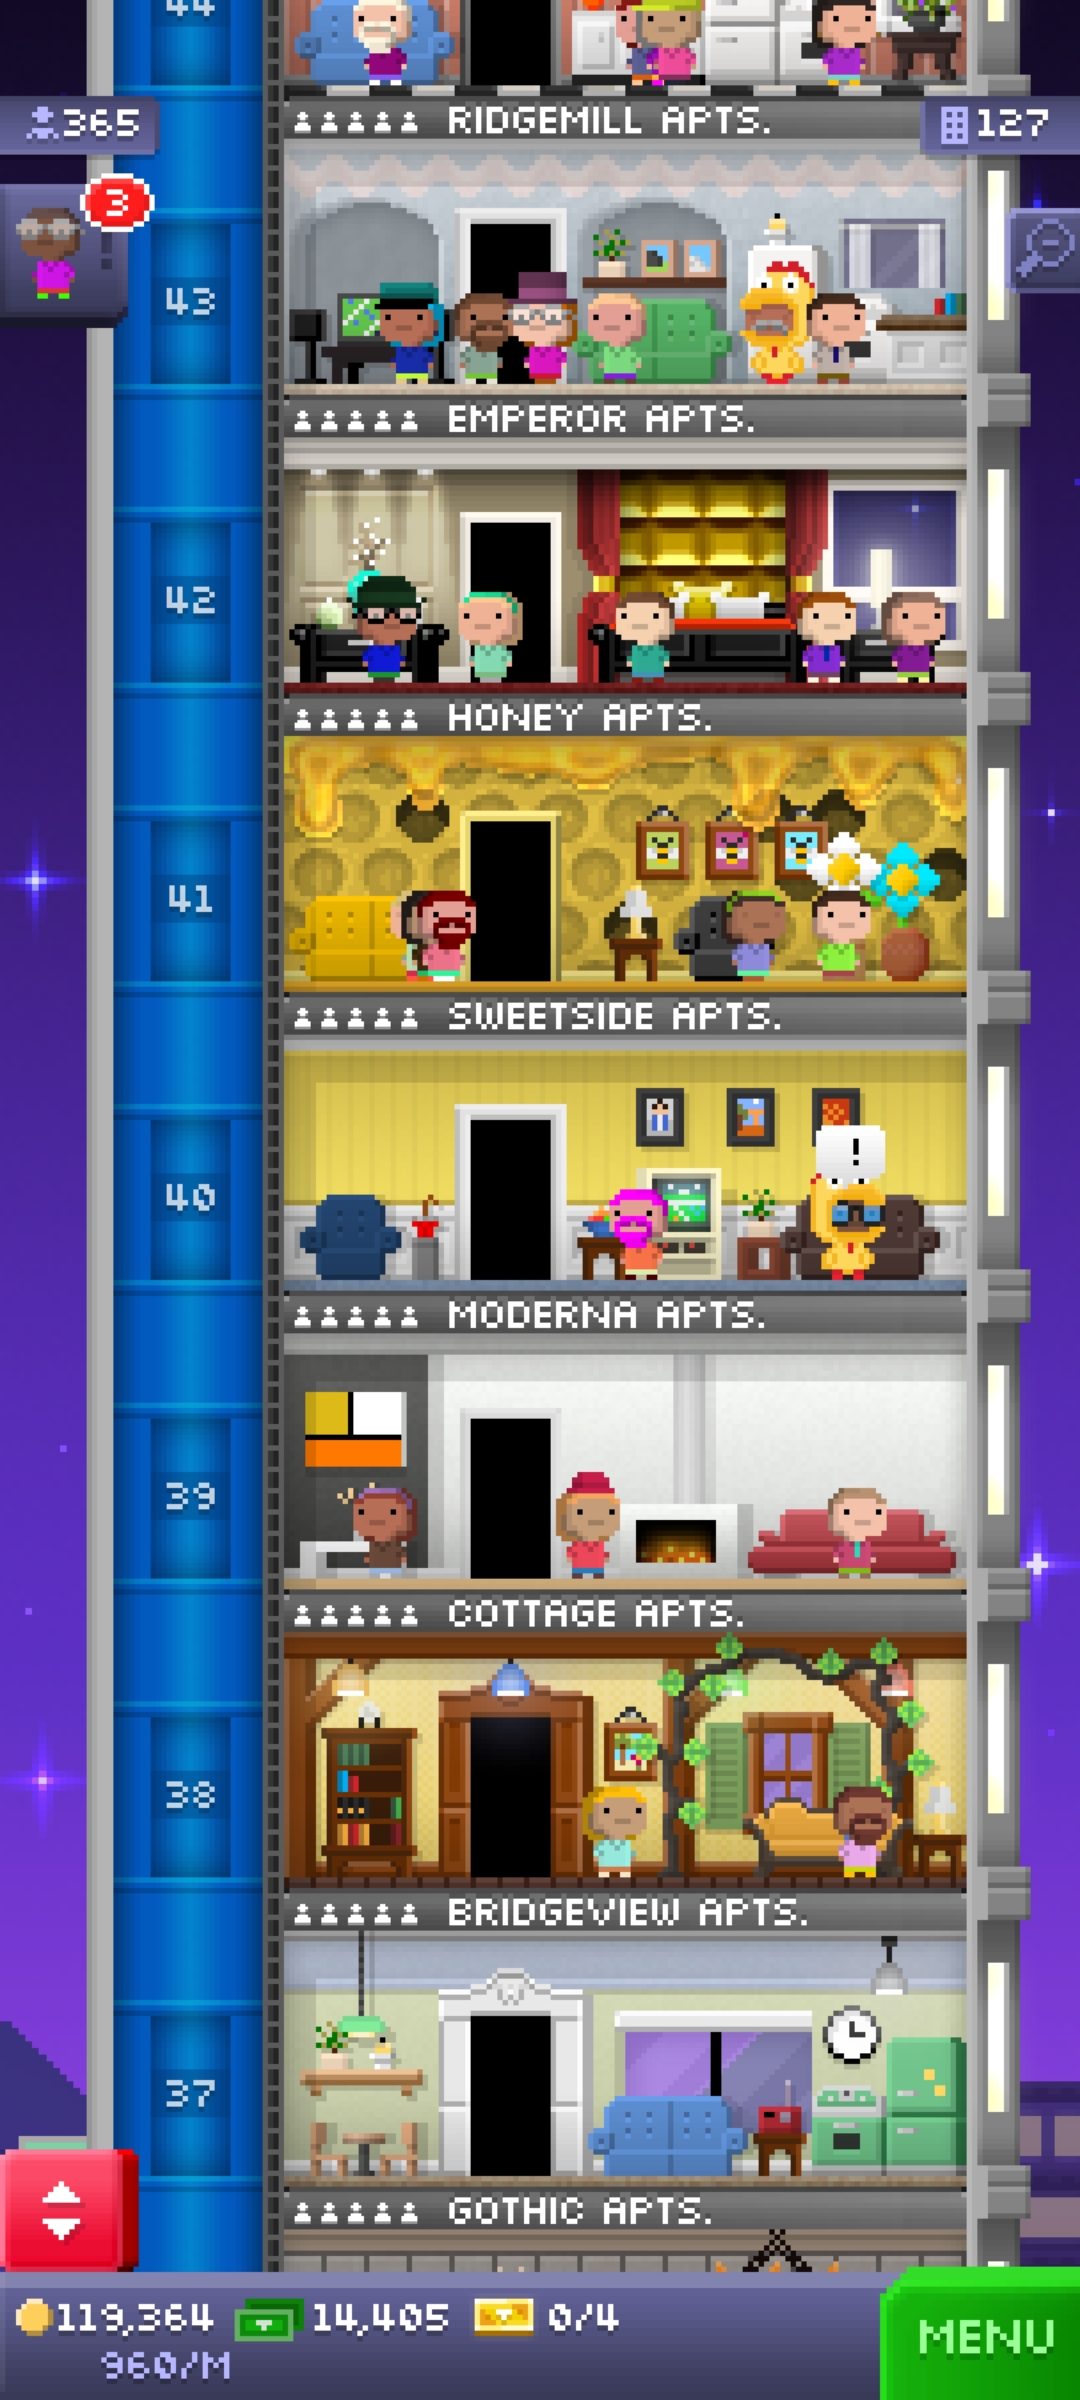 44
365
RIDGEMILL APTS.
127
3
!
43
EMPEROR APTS.
42
HONEY APTS.
41
SWEETSIDE APTS.
!
40
MODERNA APTS.
39
COTTAGE APTS.
38
BRIDGEVIEW APTS.
37
GOTHIC APTS.
119,364
14,405
0/4
960/M
MENU